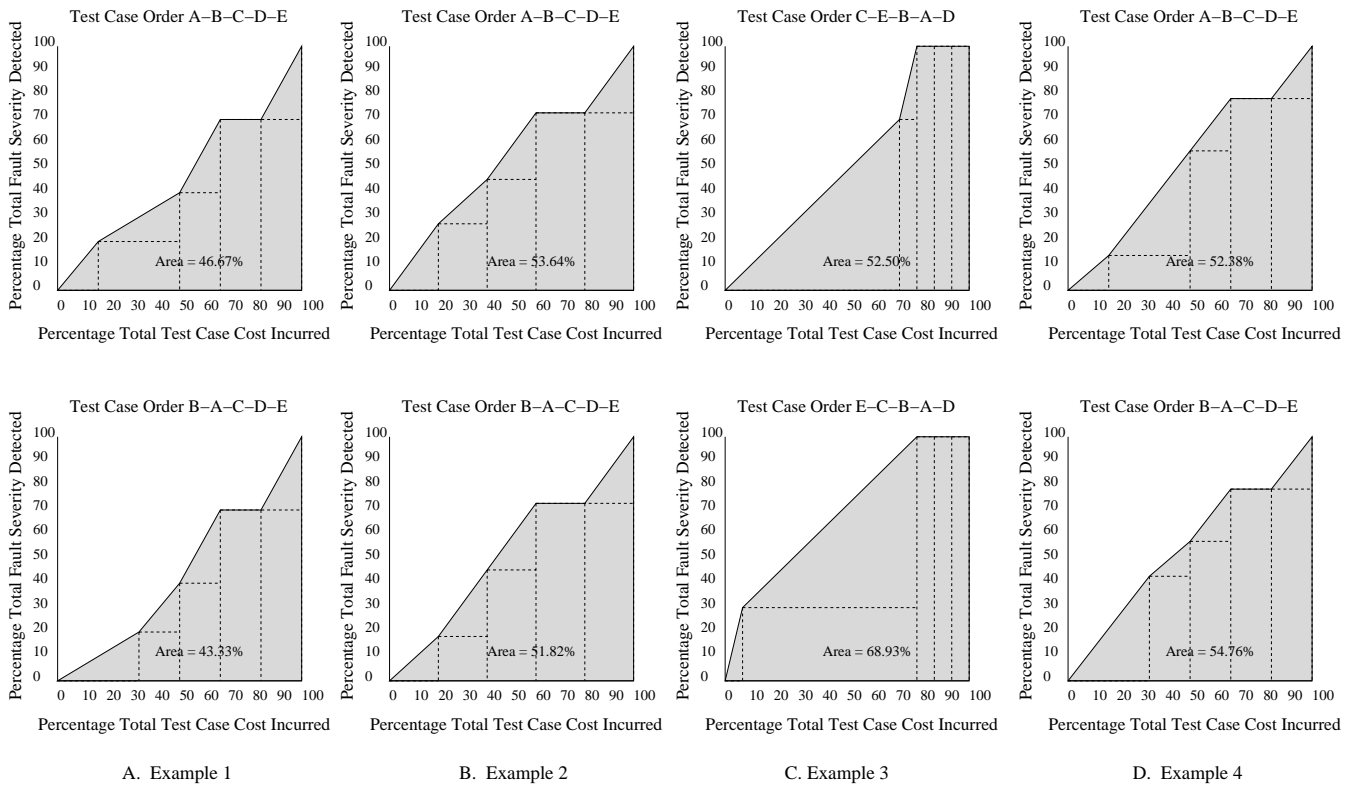 Test Case Order A–B–C–D–E
Percentage Total Fault Severity Detected
100
90
80
70
60
50
40
30
20
10
0
Area = 46.67%
0 10 20 30 40 50 60 70 80 90 100
Percentage Total Test Case Cost Incurred
Test Case Order A–B–C–D–E
Percentage Total Fault Severity Detected
100
90
80
70
60
50
40
30
20
10
0
Area = 53.64%
0 10 20 30 40 50 60 70 80 90 100
Percentage Total Test Case Cost Incurred
Test Case Order C–E–B–A–D
Percentage Total Fault Severity Detected
100
90
80
70
60
50
40
30
20
10
0
Area = 52.50%
0 10 20 30 40 50 60 70 80 90 100
Percentage Total Test Case Cost Incurred
Test Case Order A–B–C–D–E
Percentage Total Fault Severity Detected
100
90
80
70
60
50
40
30
20
10
0
Area = 52.38%
0 10 20 30 40 50 60 70 80 90 100
Percentage Total Test Case Cost Incurred
Test Case Order B–A–C–D–E
Percentage Total Fault Severity Detected
100
90
80
70
60
50
40
30
20
10
0
Area = 43.33%
0 10 20 30 40 50 60 70 80 90 100
Percentage Total Test Case Cost Incurred
Test Case Order B–A–C–D–E
Percentage Total Fault Severity Detected
100
90
80
70
60
50
40
30
20
10
0
Area = 51.82%
0 10 20 30 40 50 60 70 80 90 100
Percentage Total Test Case Cost Incurred
Test Case Order E–C–B–A–D
Percentage Total Fault Severity Detected
100
90
80
70
60
50
40
30
20
10
0
Area = 68.93%
0 10 20 30 40 50 60 70 80 90 100
Percentage Total Test Case Cost Incurred
Test Case Order B–A–C–D–E
Percentage Total Fault Severity Detected
100
90
80
70
60
50
40
30
20
10
0
Area = 54.76%
0 10 20 30 40 50 60 70 80 90 100
Percentage Total Test Case Cost Incurred
A. Example 1
B. Example 2
C. Example 3
D. Example 4